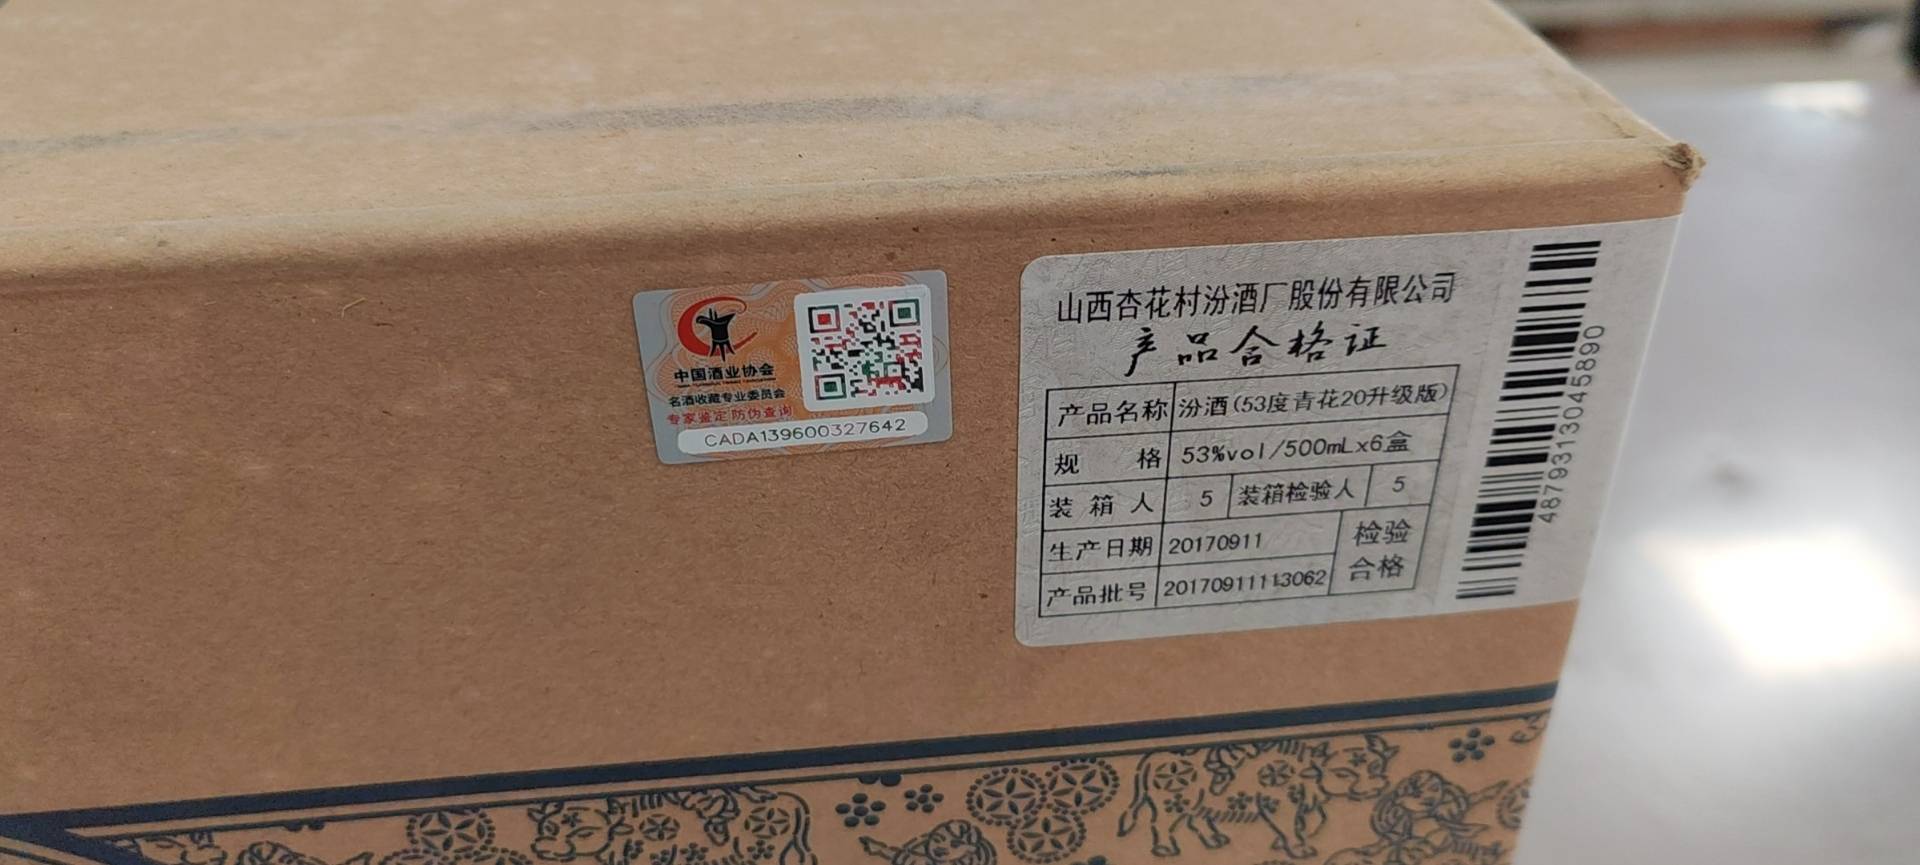 中国酒业协会
名酒收藏专业委员会
专家鉴定 防伪查询
CADA139600327642
山西杏花村汾酒厂股份有限公司
产品合格证
产品名称 汾酒(53度青花20升级版)
规 格 53%vol/500mLx6盒
装箱人 5 装箱检验人 5
生产日期 20170911
检验合格
产品批号 20170911113062
4879313045890